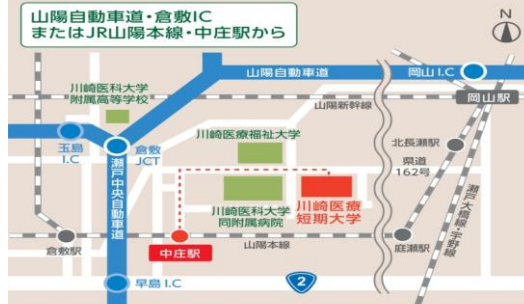 山陽自動車道・倉敷IC
またはJR山陽本線・中庄駅から
N
山陽自動車道
岡山 I.C
川崎医科大学
附属高等学校
山陽新幹線
岡山駅
玉島
I.C
倉敷
JCT
川崎医療福祉大学
北長瀬駅
県道
162号
瀬戸中央自動車道
川崎医科大学
同附属病院
川崎医療
短期大学
瀬戸大橋線・宇野線
倉敷駅
中庄駅
山陽本線
庭瀬駅
早島 I.C
2